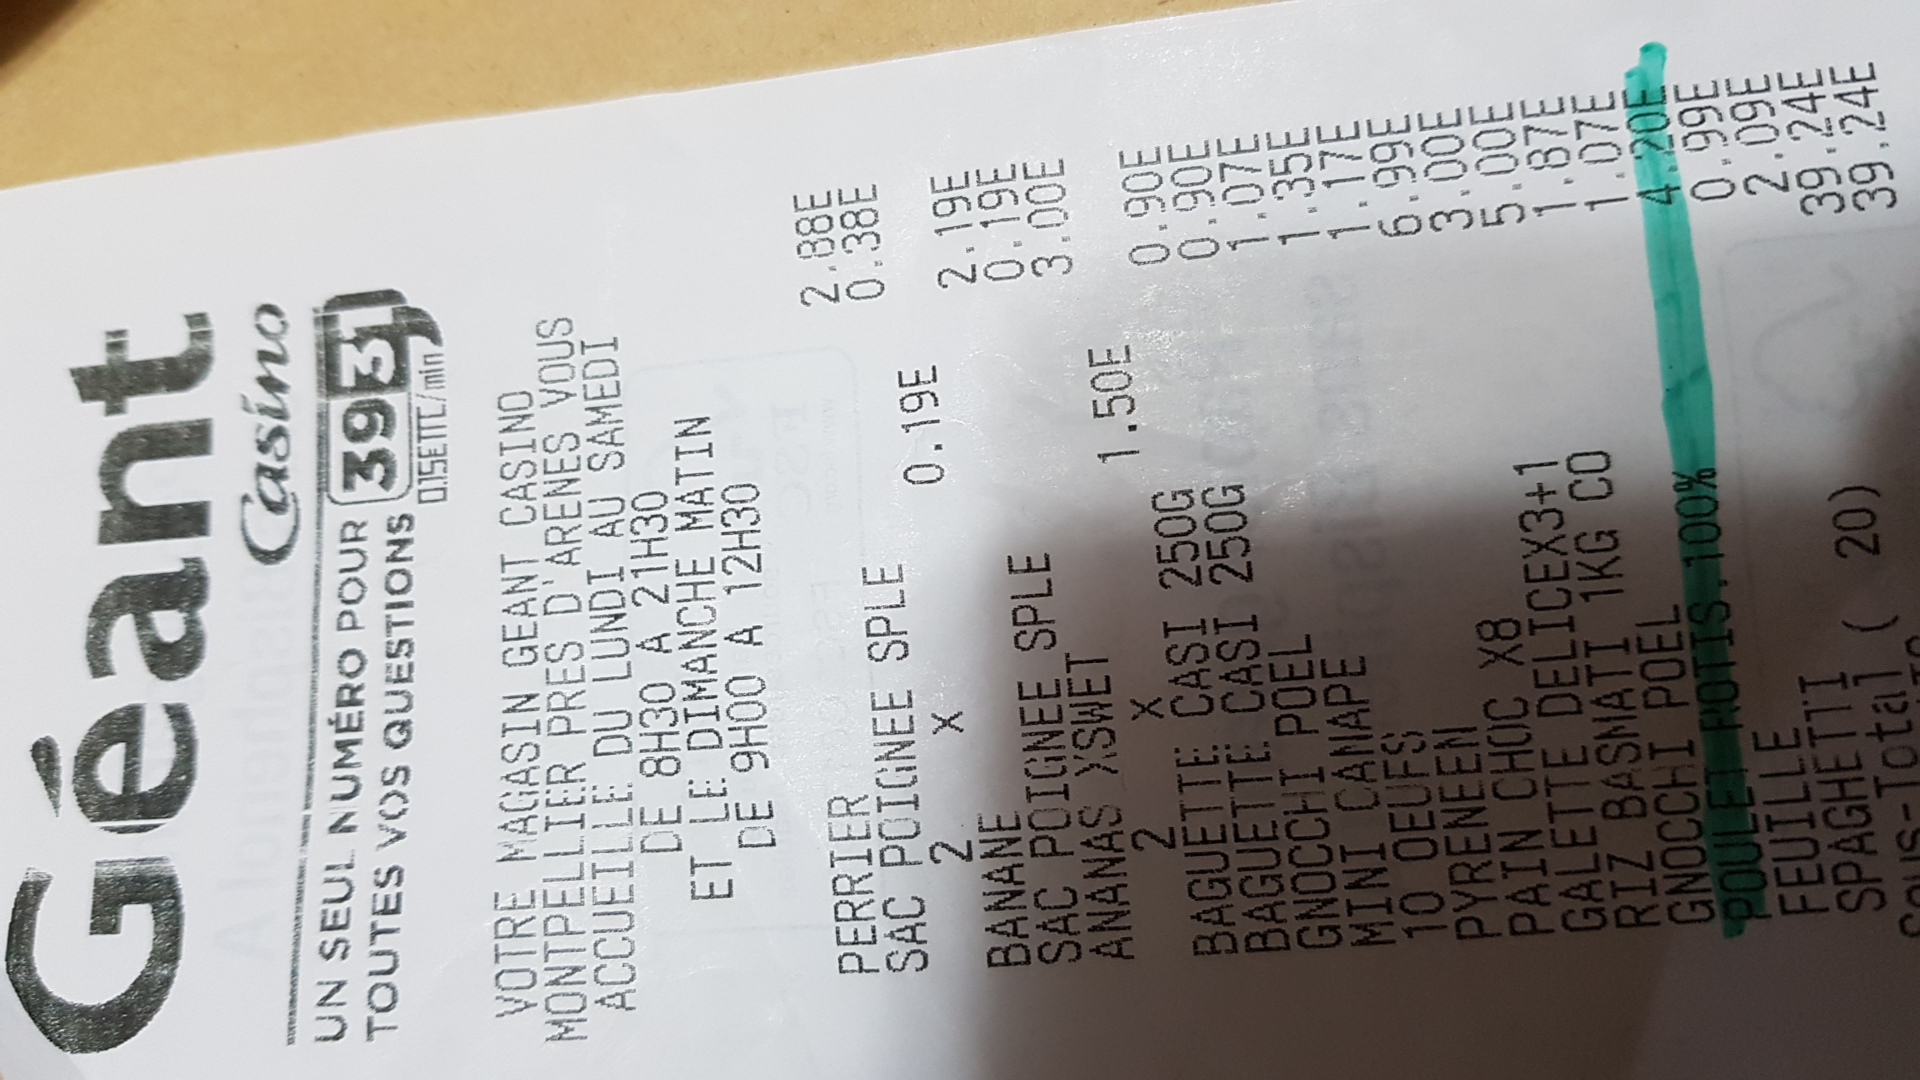 Géant
Casino
UN SEUL NUMÉRO POUR 3931
TOUTES VOS QUESTIONS 0,15€TTC/min
VOTRE MAGASIN GEANT CASINO
MONTPELLIER PRES D'ARENES VOUS
ACCUEILLE DU LUNDI AU SAMEDI
DE 8H30 A 21H30
ET LE DIMANCHE MATIN
DE 9H00 A 12H30
PERRIER 2.88E
SAC POIGNEE SPLE 0.38E
2 X 0.19E
BANANE 2.19E
SAC POIGNEE SPLE 0.19E
ANANAS XSWET 3.00E
2 X 1.50E
BAGUETTE CASI 250G 0.90E
BAGUETTE CASI 250G 0.90E
GNOCCHI POEL 1.07E
MINI CANAPE 1.35E
10 OEUFS 1.17E
PYRENEEN 6.99E
PAIN CHOC X8 3.00E
GALETTE DELICEX3+1 5.00E
RIZ BASMATI 1KG CO 1.87E
GNOCCHI POEL 1.07E
POULET ROTIS.100% 4.20E
FEUILLE 0.99E
SPAGHETTI 2.09E
Sous-Total ( 20) 39.24E
39.24E